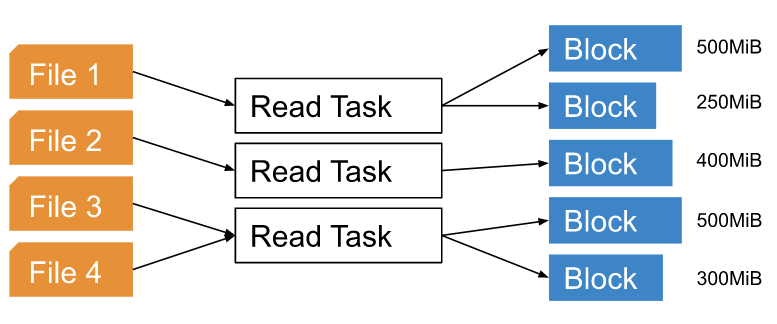 File 1
File 2
File 3
File 4
Read Task
Read Task
Read Task
Block 500MiB
Block 250MiB
Block 400MiB
Block 500MiB
Block 300MiB